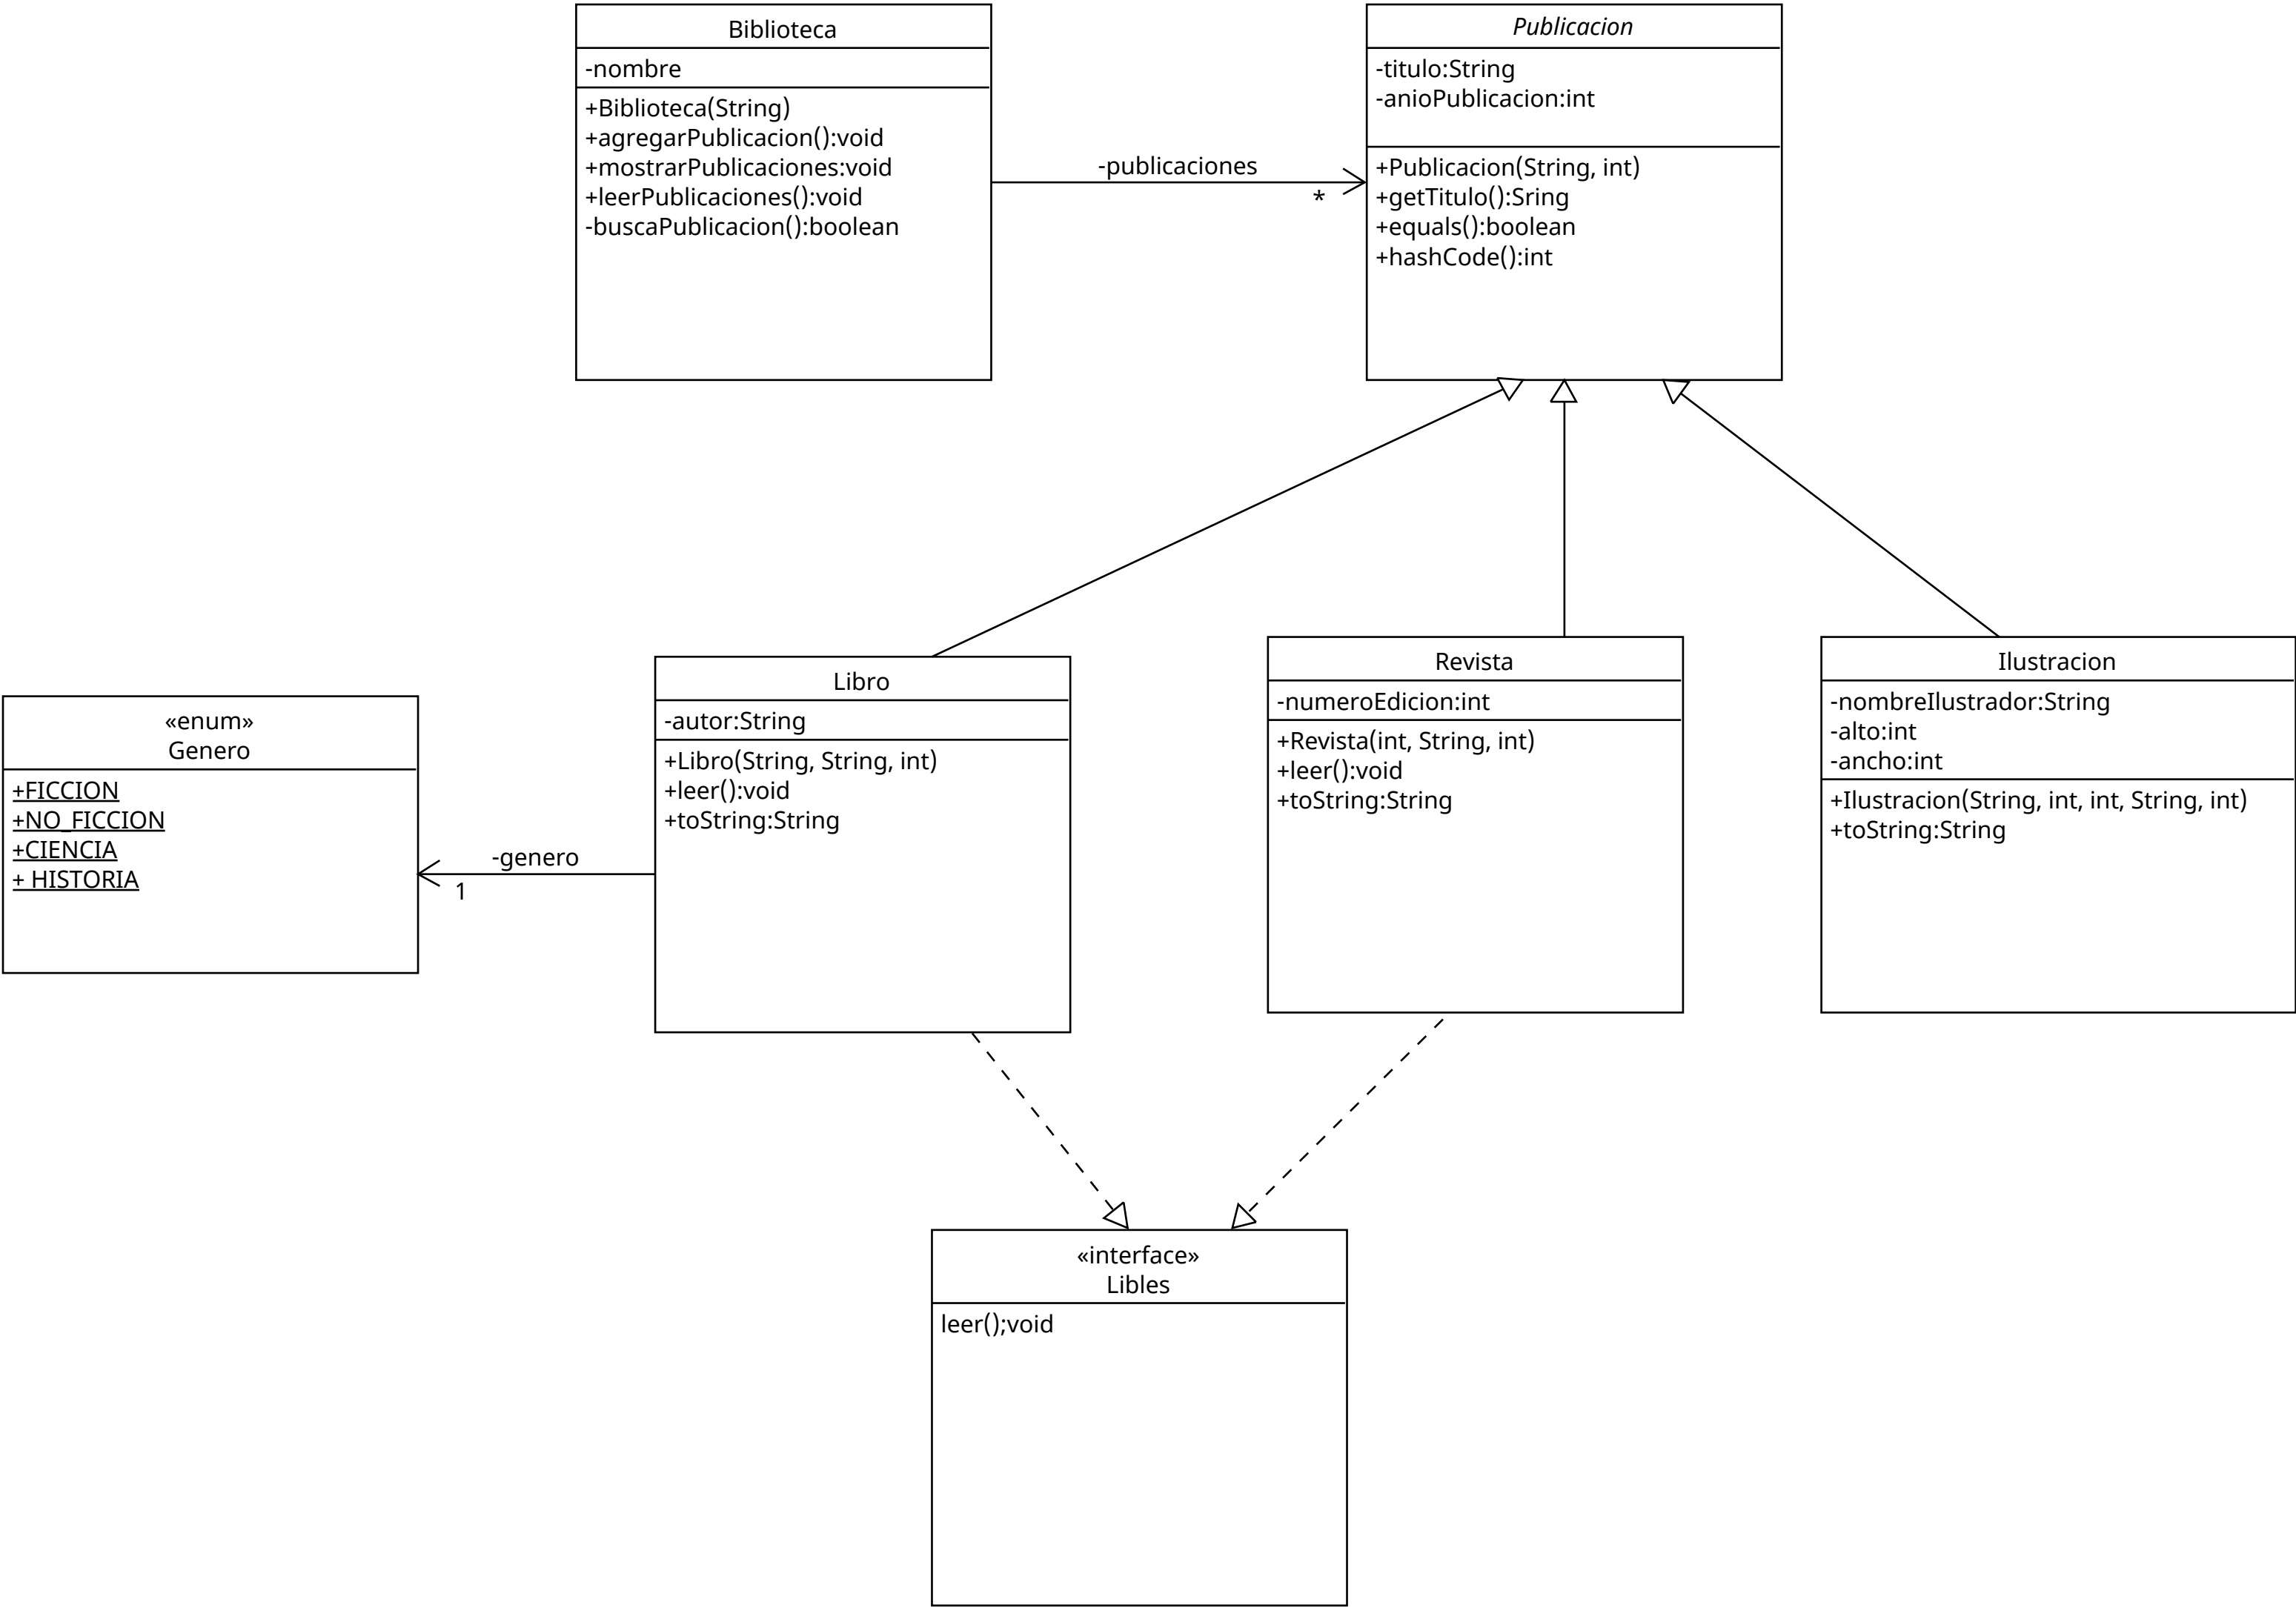 Biblioteca
-nombre
+Biblioteca(String)
+agregarPublicacion():void
+mostrarPublicaciones:void
+leerPublicaciones():void
-buscaPublicacion():boolean
-publicaciones
*
Publicacion
-titulo:String
-anioPublicacion:int
+Publicacion(String, int)
+getTitulo():Sring
+equals():boolean
+hashCode():int
«enum»
Genero
+FICCION
+NO_FICCION
+CIENCIA
+ HISTORIA
-genero
1
Libro
-autor:String
+Libro(String, String, int)
+leer():void
+toString:String
Revista
-numeroEdicion:int
+Revista(int, String, int)
+leer():void
+toString:String
Ilustracion
-nombreIlustrador:String
-alto:int
-ancho:int
+Ilustracion(String, int, int, String, int)
+toString:String
«interface»
Libles
leer();void